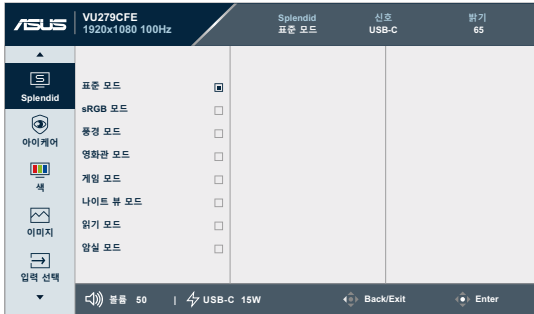 ASUS
VU279CFE
1920x1080 100Hz
Splendid
표준 모드
신호
USB-C
밝기
65
Splendid
아이케어
색
이미지
입력 선택
표준 모드
sRGB 모드
풍경 모드
영화관 모드
게임 모드
나이트 뷰 모드
읽기 모드
암실 모드
볼륨 50 | USB-C 15W
Back/Exit
Enter